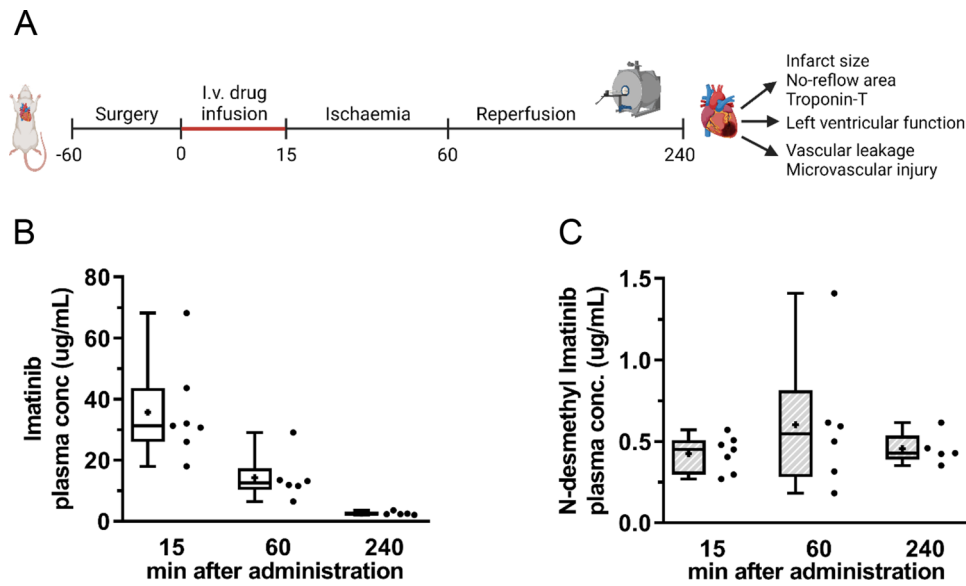 A
Surgery
I.v. drug
infusion
Ischaemia
Reperfusion
-60
0
15
60
240
Infarct size
No-reflow area
Troponin-T
Left ventricular function
Vascular leakage
Microvascular injury
B
Imatinib
plasma conc (ug/mL)
80
60
40
20
0
15
60
240
min after administration
C
N-desmethyl Imatinib
plasma conc. (ug/mL)
1.5
1.0
0.5
0.0
15
60
240
min after administration